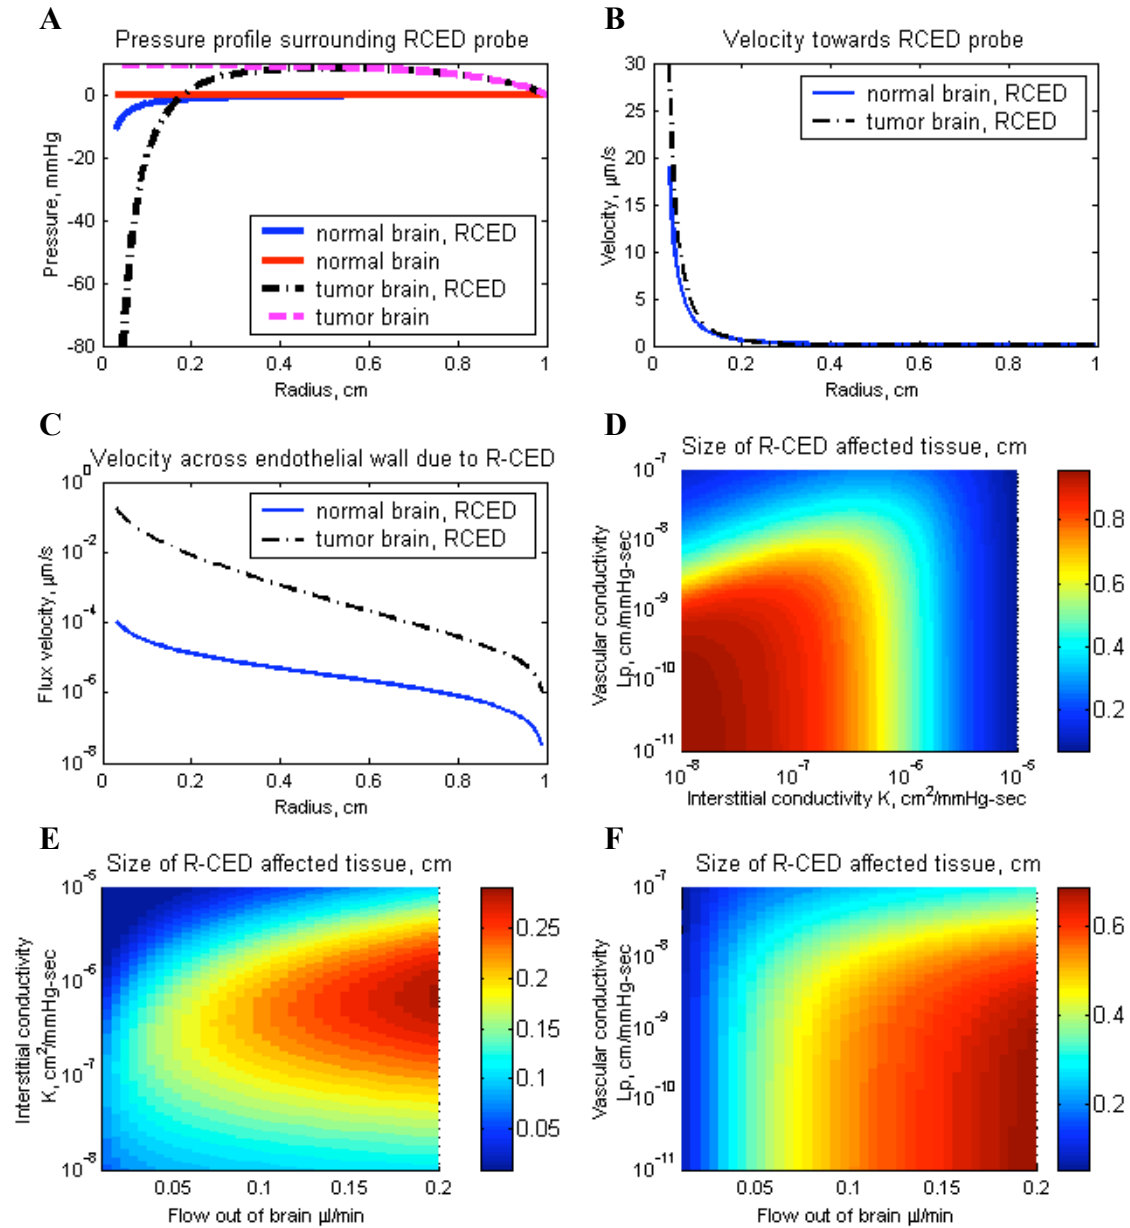 A
Pressure profile surrounding RCED probe
Pressure, mmHg
0
-20
-40
-60
-80
normal brain, RCED
normal brain
tumor brain, RCED
tumor brain
0 0.2 0.4 0.6 0.8 1
Radius, cm
B
Velocity towards RCED probe
Velocity, µm/s
30
25
20
15
10
5
0
normal brain, RCED
tumor brain, RCED
0 0.2 0.4 0.6 0.8 1
Radius, cm
C
Velocity across endothelial wall due to R-CED
Flux velocity, µm/s
10^0
10^-2
10^-4
10^-6
10^-8
normal brain, RCED
tumor brain, RCED
0 0.2 0.4 0.6 0.8 1
Radius, cm
D
Size of R-CED affected tissue, cm
Vascular conductivity
Lp, cm/mmHg-sec
10^-7
10^-8
10^-9
10^-10
10^-11
10^-8 10^-7 10^-6 10^-5
Interstitial conductivity K, cm²/mmHg-sec
0.8
0.6
0.4
0.2
E
Size of R-CED affected tissue, cm
Interstitial conductivity
K, cm²/mmHg-sec
10^-5
10^-6
10^-7
10^-8
0.05 0.1 0.15 0.2
Flow out of brain µl/min
0.25
0.2
0.15
0.1
0.05
F
Size of R-CED affected tissue, cm
Vascular conductivity
Lp, cm/mmHg-sec
10^-7
10^-8
10^-9
10^-10
10^-11
0.05 0.1 0.15 0.2
Flow out of brain µl/min
0.6
0.4
0.2